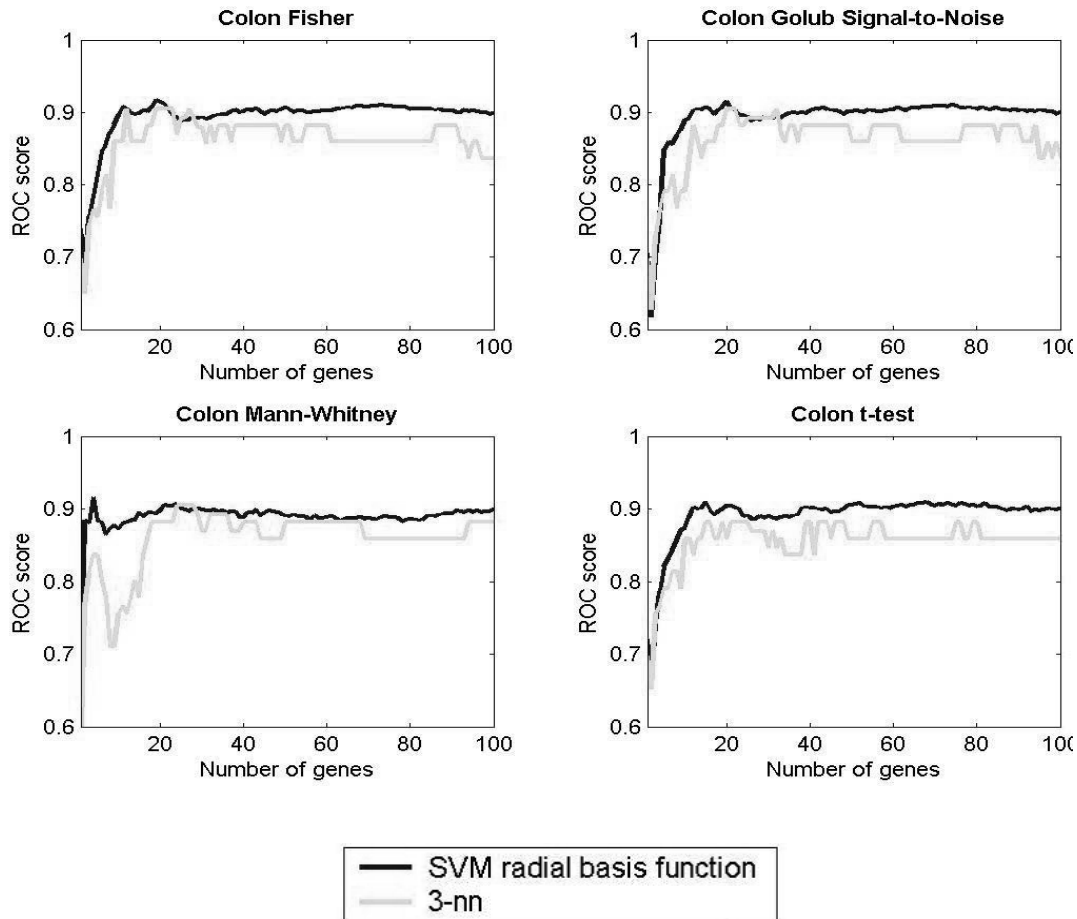 Colon Fisher
1
0.9
0.8
0.7
0.6
ROC score
20 40 60 80 100
Number of genes
Colon Golub Signal-to-Noise
1
0.9
0.8
0.7
0.6
ROC score
20 40 60 80 100
Number of genes
Colon Mann-Whitney
1
0.9
0.8
0.7
0.6
ROC score
20 40 60 80 100
Number of genes
Colon t-test
1
0.9
0.8
0.7
0.6
ROC score
20 40 60 80 100
Number of genes
SVM radial basis function
3-nn